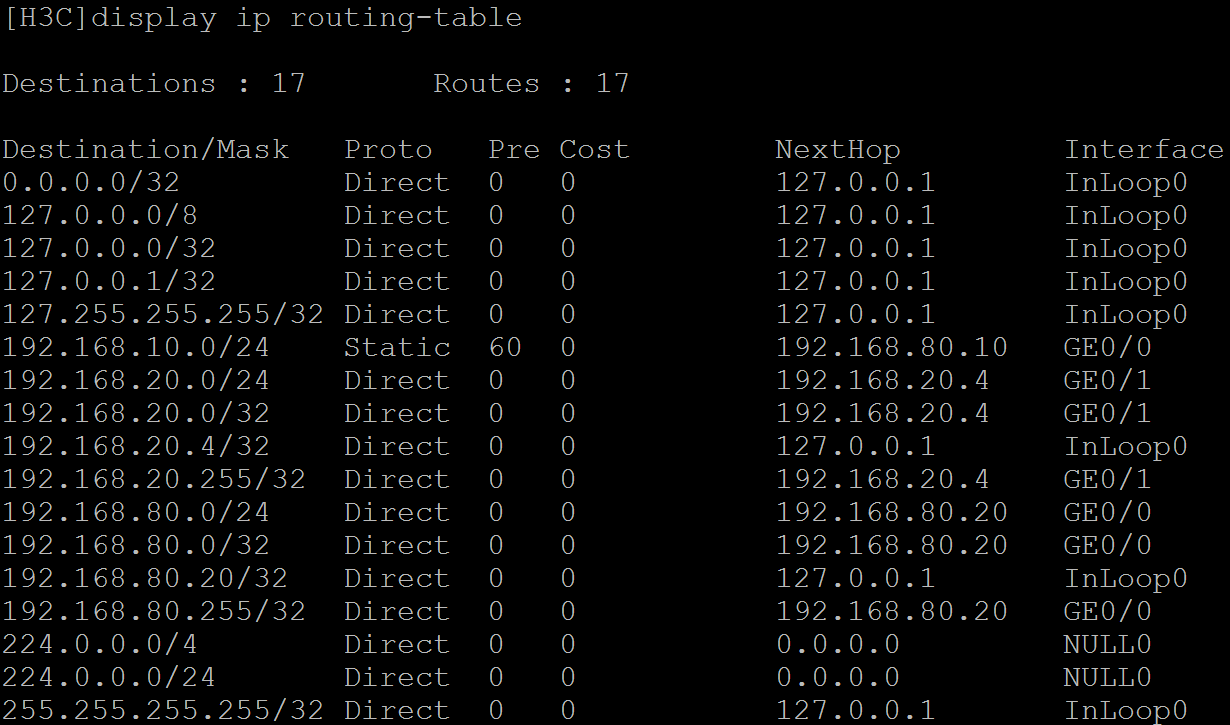 [H3C]display ip routing-table
Destinations : 17       Routes : 17
Destination/Mask   Proto   Pre Cost        NextHop         Interface
0.0.0.0/32         Direct  0   0           127.0.0.1       InLoop0
127.0.0.0/8        Direct  0   0           127.0.0.1       InLoop0
127.0.0.0/32       Direct  0   0           127.0.0.1       InLoop0
127.0.0.1/32       Direct  0   0           127.0.0.1       InLoop0
127.255.255.255/32 Direct  0   0           127.0.0.1       InLoop0
192.168.10.0/24    Static  60  0           192.168.80.10   GE0/0
192.168.20.0/24    Direct  0   0           192.168.20.4    GE0/1
192.168.20.0/32    Direct  0   0           192.168.20.4    GE0/1
192.168.20.4/32    Direct  0   0           127.0.0.1       InLoop0
192.168.20.255/32  Direct  0   0           192.168.20.4    GE0/1
192.168.80.0/24    Direct  0   0           192.168.80.20   GE0/0
192.168.80.0/32    Direct  0   0           192.168.80.20   GE0/0
192.168.80.20/32   Direct  0   0           127.0.0.1       InLoop0
192.168.80.255/32  Direct  0   0           192.168.80.20   GE0/0
224.0.0.0/4        Direct  0   0           0.0.0.0         NULL0
224.0.0.0/24       Direct  0   0           0.0.0.0         NULL0
255.255.255.255/32 Direct  0   0           127.0.0.1       InLoop0